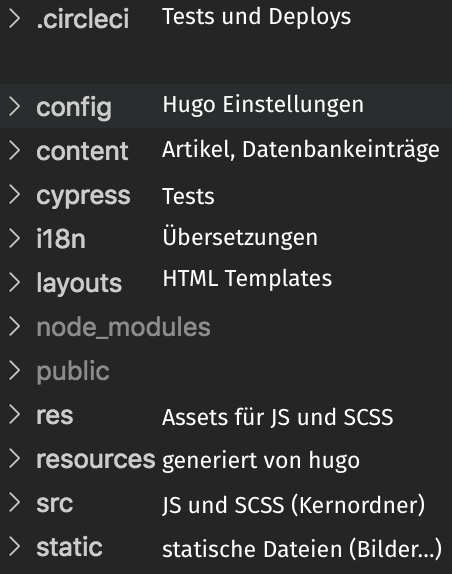 .circleci Tests und Deploys
config Hugo Einstellungen
content Artikel, Datenbankeinträge
cypress Tests
i18n Übersetzungen
layouts HTML Templates
node_modules
public
res Assets für JS und SCSS
resources generiert von hugo
src JS und SCSS (Kernordner)
static statische Dateien (Bilder...)